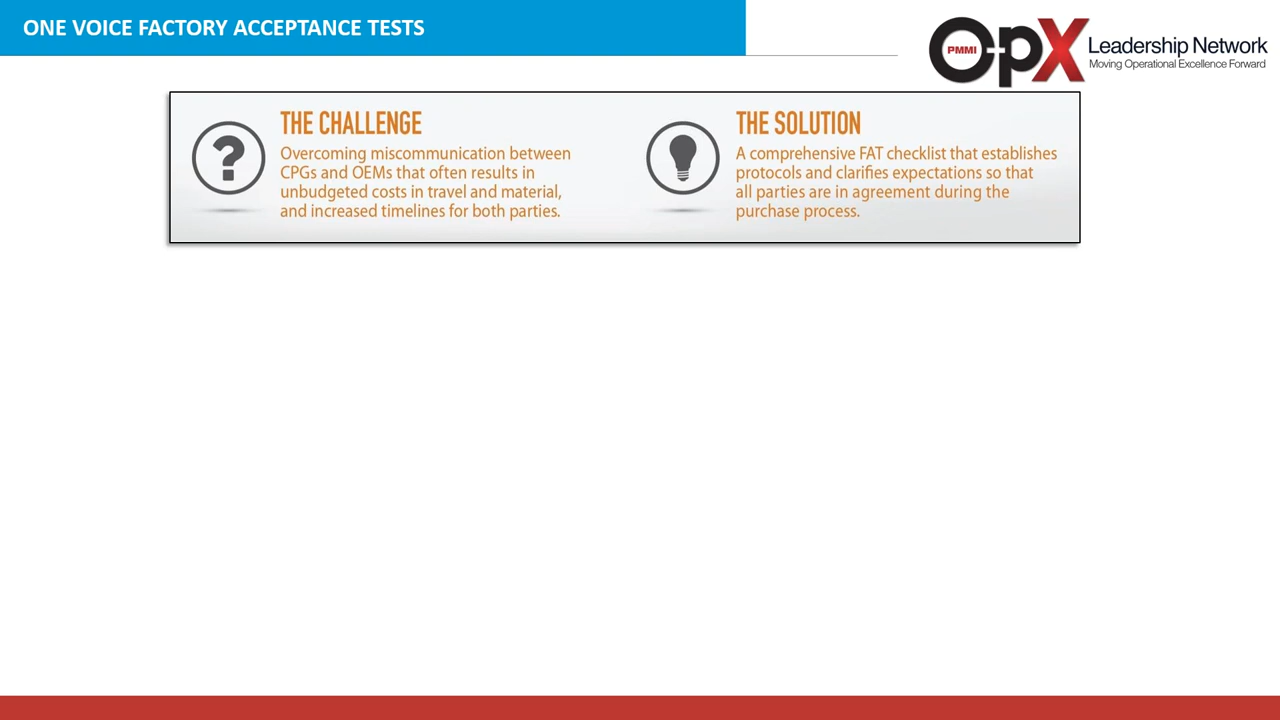 ONE VOICE FACTORY ACCEPTANCE TESTS
PMMI
OpX
Leadership Network
Moving Operational Excellence Forward
THE CHALLENGE
Overcoming miscommunication between
CPGs and OEMs that often results in
unbudgeted costs in travel and material,
and increased timelines for both parties.
THE SOLUTION
A comprehensive FAT checklist that establishes
protocols and clarifies expectations so that
all parties are in agreement during the
purchase process.